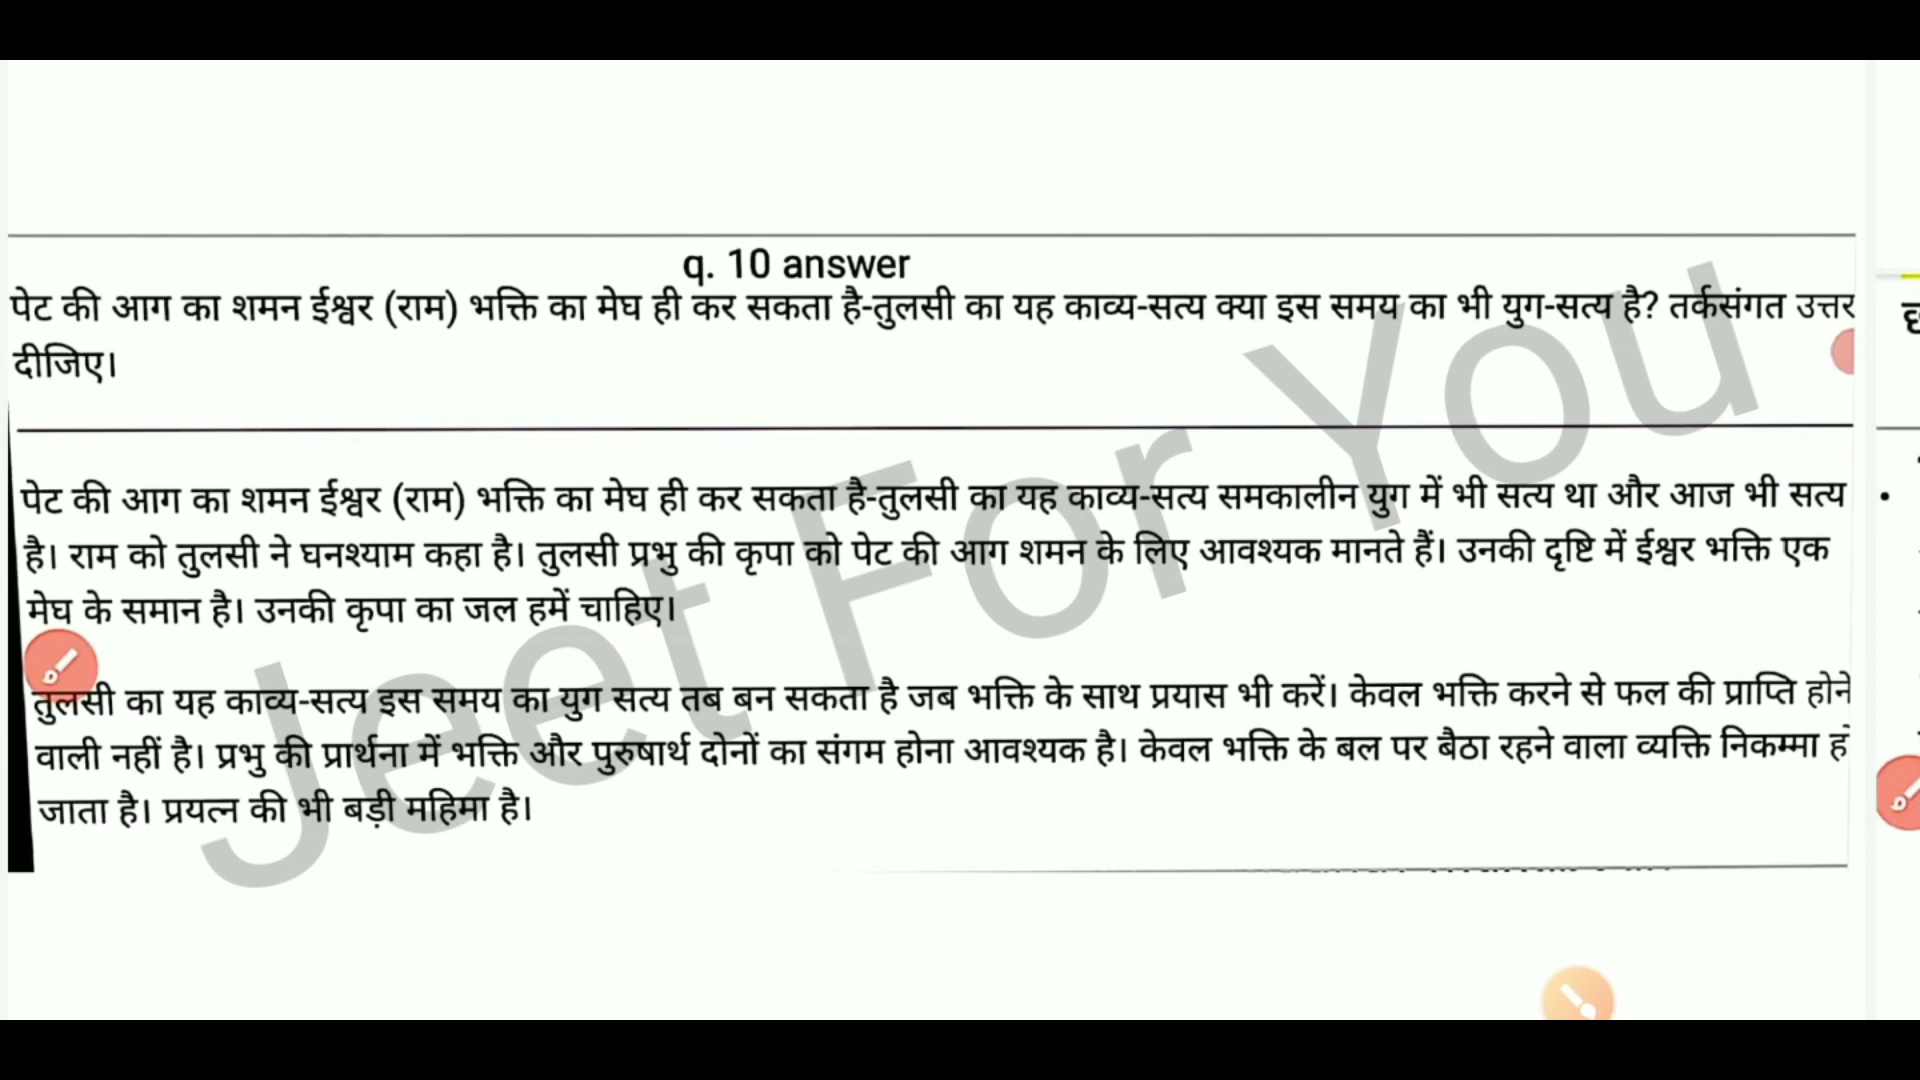 q. 10 answer
पेट की आग का शमन ईश्वर (राम) भक्ति का मेघ ही कर सकता है-तुलसी का यह काव्य-सत्य क्या इस समय का भी युग-सत्य है? तर्कसंगत उत्तर
दीजिए।
पेट की आग का शमन ईश्वर (राम) भक्ति का मेघ ही कर सकता है-तुलसी का यह काव्य-सत्य समकालीन युग में भी सत्य था और आज भी सत्य
है। राम को तुलसी ने घनश्याम कहा है। तुलसी प्रभु की कृपा को पेट की आग शमन के लिए आवश्यक मानते हैं। उनकी दृष्टि में ईश्वर भक्ति एक
मेघ के समान है। उनकी कृपा का जल हमें चाहिए।
तुलसी का यह काव्य-सत्य इस समय का युग सत्य तब बन सकता है जब भक्ति के साथ प्रयास भी करें। केवल भक्ति करने से फल की प्राप्ति होने
वाली नहीं है। प्रभु की प्रार्थना में भक्ति और पुरुषार्थ दोनों का संगम होना आवश्यक है। केवल भक्ति के बल पर बैठा रहने वाला व्यक्ति निकम्मा
जाता है। प्रयत्न की भी बड़ी महिमा है।
Jeet For You